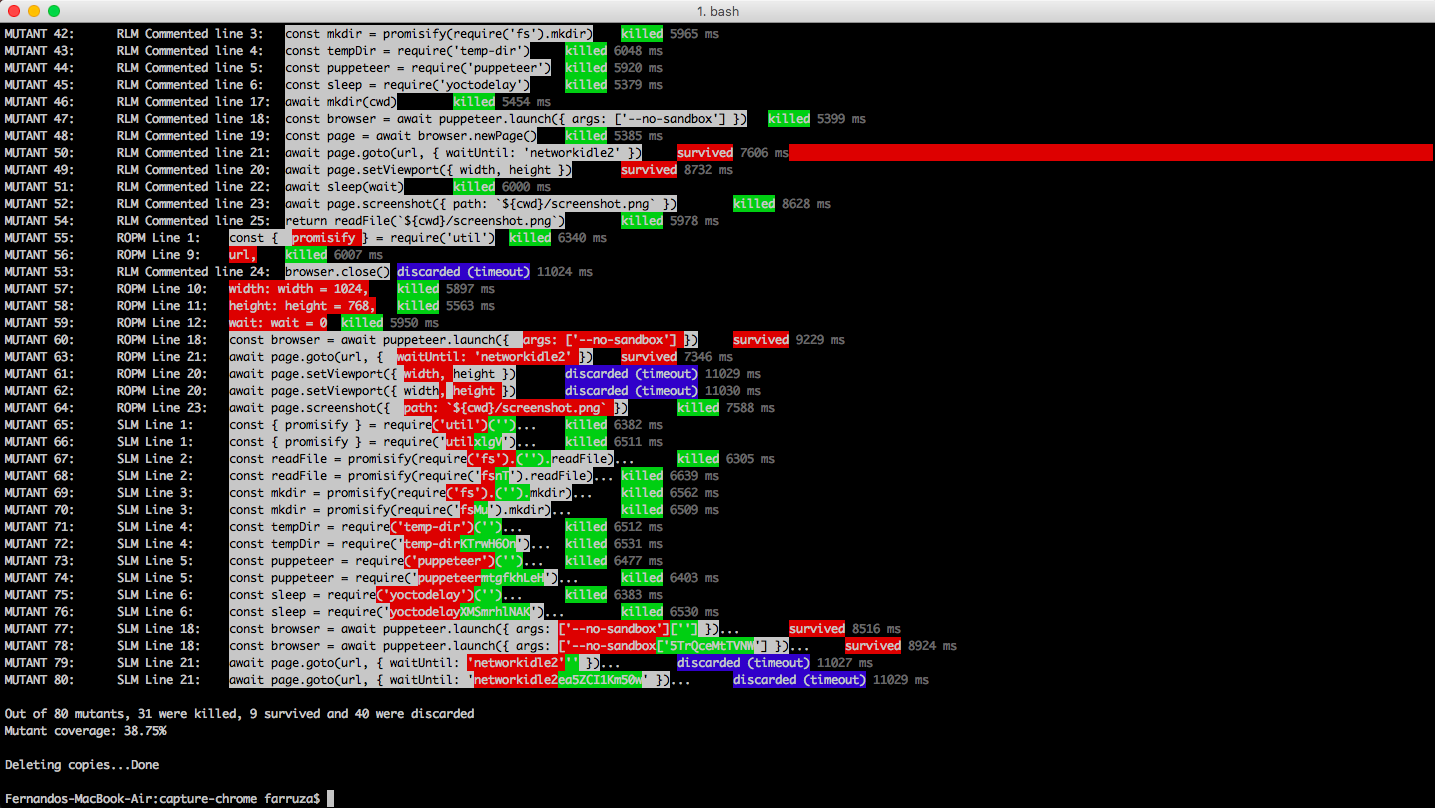 1. bash
MUTANT 42: RLM Commented line 3: const mkdir = promisify(require('fs').mkdir) killed 5965 ms
MUTANT 43: RLM Commented line 4: const tempDir = require('temp-dir') killed 6048 ms
MUTANT 44: RLM Commented line 5: const puppeteer = require('puppeteer') killed 5920 ms
MUTANT 45: RLM Commented line 6: const sleep = require('yoctodelay') killed 5379 ms
MUTANT 46: RLM Commented line 17: await mkdir(cwd) killed 5454 ms
MUTANT 47: RLM Commented line 18: const browser = await puppeteer.launch({ args: ['--no-sandbox'] }) killed 5399 ms
MUTANT 48: RLM Commented line 19: const page = await browser.newPage() killed 5385 ms
MUTANT 50: RLM Commented line 21: await page.goto(url, { waitUntil: 'networkidle2' }) survived 7606 ms
MUTANT 49: RLM Commented line 20: await page.setViewport({ width, height }) survived 8732 ms
MUTANT 51: RLM Commented line 22: await sleep(wait) killed 6000 ms
MUTANT 52: RLM Commented line 23: await page.screenshot({ path: `${cwd}/screenshot.png` }) killed 8628 ms
MUTANT 54: RLM Commented line 25: return readFile(`${cwd}/screenshot.png`) killed 5978 ms
MUTANT 55: ROPM Line 1: const { promisify } = require('util') killed 6340 ms
MUTANT 56: ROPM Line 9: url, killed 6007 ms
MUTANT 53: RLM Commented line 24: browser.close() discarded (timeout) 11024 ms
MUTANT 57: ROPM Line 10: width: width = 1024, killed 5897 ms
MUTANT 58: ROPM Line 11: height: height = 768, killed 5563 ms
MUTANT 59: ROPM Line 12: wait: wait = 0 killed 5950 ms
MUTANT 60: ROPM Line 18: const browser = await puppeteer.launch({ args: ['--no-sandbox'] }) survived 9229 ms
MUTANT 63: ROPM Line 21: await page.goto(url, { waitUntil: 'networkidle2' }) survived 7346 ms
MUTANT 61: ROPM Line 20: await page.setViewport({ width, height }) discarded (timeout) 11029 ms
MUTANT 62: ROPM Line 20: await page.setViewport({ width, height }) discarded (timeout) 11030 ms
MUTANT 64: ROPM Line 23: await page.screenshot({ path: `${cwd}/screenshot.png` }) killed 7588 ms
MUTANT 65: SLM Line 1: const { promisify } = require('util')('')... killed 6382 ms
MUTANT 66: SLM Line 1: const { promisify } = require('utilxlgV')... killed 6511 ms
MUTANT 67: SLM Line 2: const readFile = promisify(require('fs').('').readFile)... killed 6305 ms
MUTANT 68: SLM Line 2: const readFile = promisify(require('fsnT').readFile)... killed 6639 ms
MUTANT 69: SLM Line 3: const mkdir = promisify(require('fs').('').mkdir)... killed 6562 ms
MUTANT 70: SLM Line 3: const mkdir = promisify(require('fsMu').mkdir)... killed 6509 ms
MUTANT 71: SLM Line 4: const tempDir = require('temp-dir')('')... killed 6512 ms
MUTANT 72: SLM Line 4: const tempDir = require('temp-dirKTrwH6On')... killed 6531 ms
MUTANT 73: SLM Line 5: const puppeteer = require('puppeteer')('')... killed 6477 ms
MUTANT 74: SLM Line 5: const puppeteer = require('puppeteermtgfkhLeH')... killed 6403 ms
MUTANT 75: SLM Line 6: const sleep = require('yoctodelay')('')... killed 6383 ms
MUTANT 76: SLM Line 6: const sleep = require('yoctodelayXMSmrhlNAK')... killed 6530 ms
MUTANT 77: SLM Line 18: const browser = await puppeteer.launch({ args: ['--no-sandbox'][''] })... survived 8516 ms
MUTANT 78: SLM Line 18: const browser = await puppeteer.launch({ args: ['--no-sandbox['5TrQceMtTVNW'] })... survived 8924 ms
MUTANT 79: SLM Line 21: await page.goto(url, { waitUntil: 'networkidle2''' })... discarded (timeout) 11027 ms
MUTANT 80: SLM Line 21: await page.goto(url, { waitUntil: 'networkidle2ea5ZCI1Km50w' })... discarded (timeout) 11029 ms
Out of 80 mutants, 31 were killed, 9 survived and 40 were discarded
Mutant coverage: 38.75%
Deleting copies...Done
Fernandos-MacBook-Air:capture-chrome farruza$